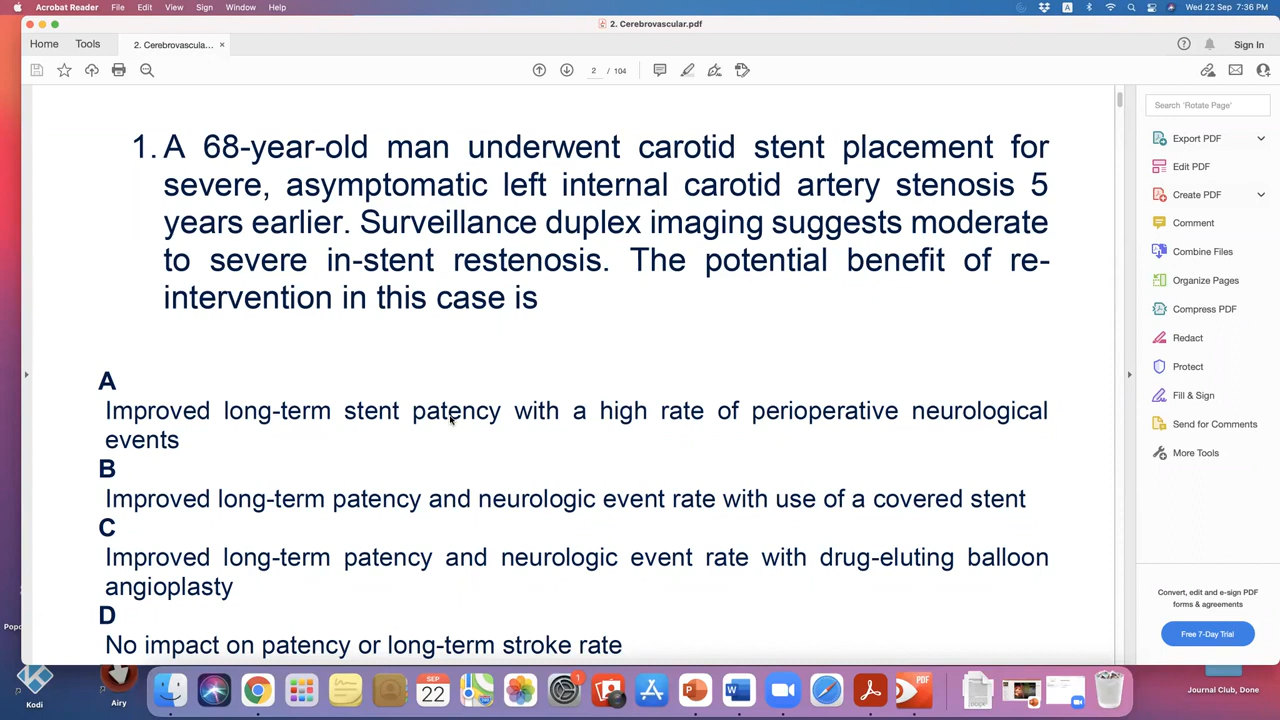 Acrobat Reader File Edit View Sign Window Help
A Wed 22 Sep 7:36 PM
2. Cerebrovascular.pdf
Home Tools 2. Cerebrovascula... × Sign In
2 / 104
1. A 68-year-old man underwent carotid stent placement for
severe, asymptomatic left internal carotid artery stenosis 5
years earlier. Surveillance duplex imaging suggests moderate
to severe in-stent restenosis. The potential benefit of re-
intervention in this case is
A
Improved long-term stent patency with a high rate of perioperative neurological
events
B
Improved long-term patency and neurologic event rate with use of a covered stent
C
Improved long-term patency and neurologic event rate with drug-eluting balloon
angioplasty
D
No impact on patency or long-term stroke rate
Search 'Rotate Page'
Export PDF
Edit PDF
Create PDF
Comment
Combine Files
Organize Pages
Compress PDF
Redact
Protect
Fill & Sign
Send for Comments
More Tools
Convert, edit and e-sign PDF
forms & agreements
Free 7-Day Trial
Popc
Kodi
Airy
SEP
22
1
P
W
PDF
Journal Club, Done